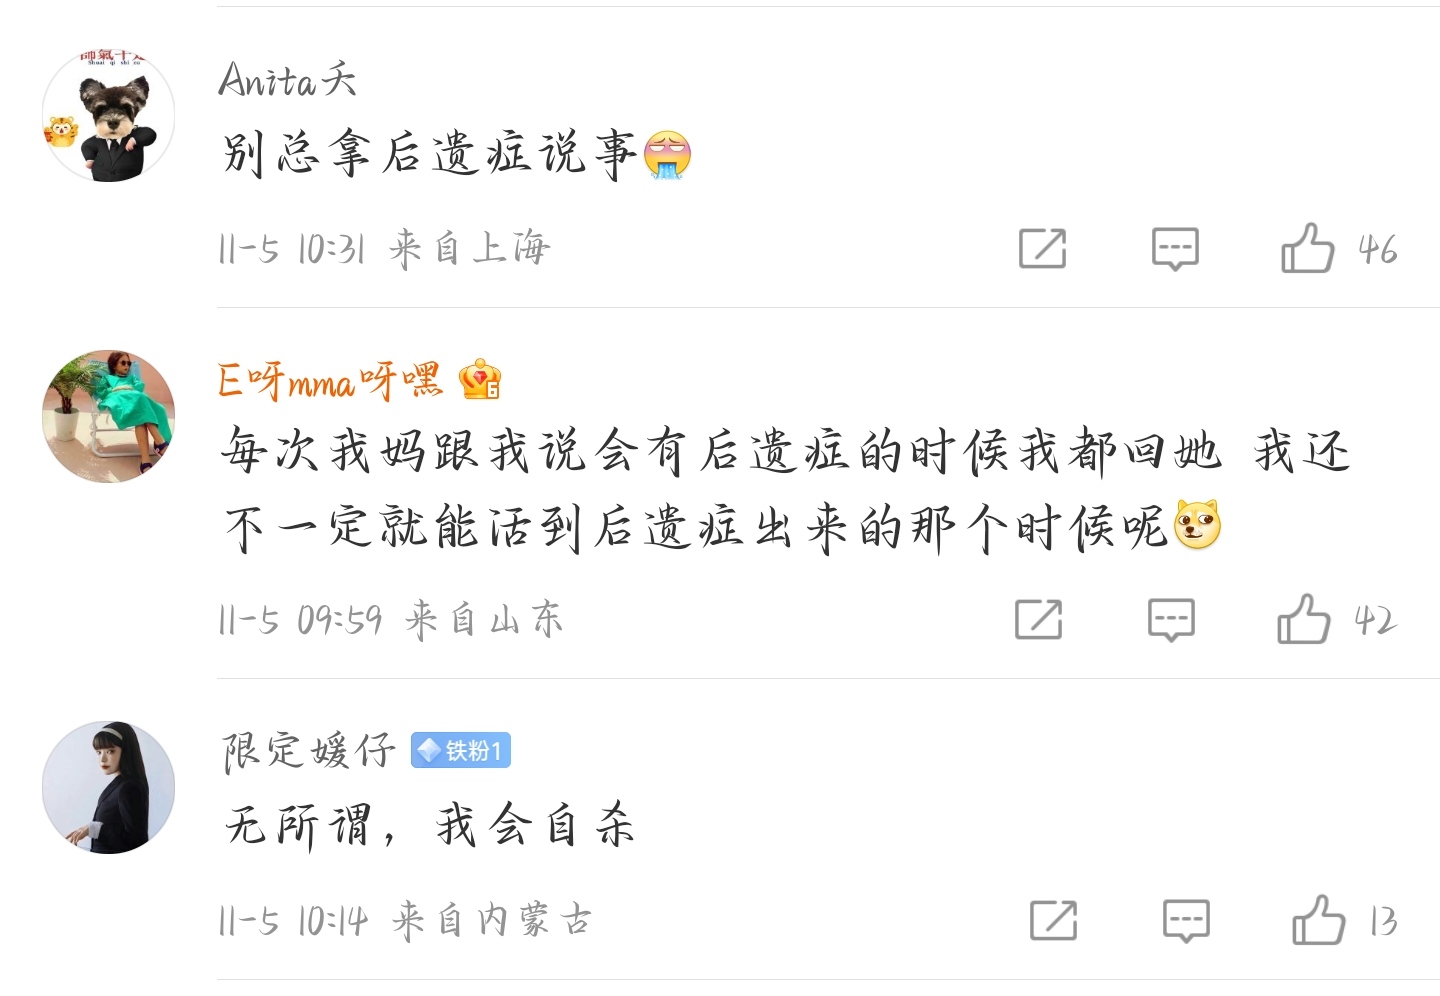 Anita夭
别总拿后遗症说事
11-5 10:31 来自上海
46
E呀mma呀嘿
6
每次我妈跟我说会有后遗症的时候我都回她 我还
不一定就能活到后遗症出来的那个时候呢
11-5 09:59 来自山东
42
限定媛仔 铁粉1
无所谓，我会自杀
11-5 10:14 来自内蒙古
13